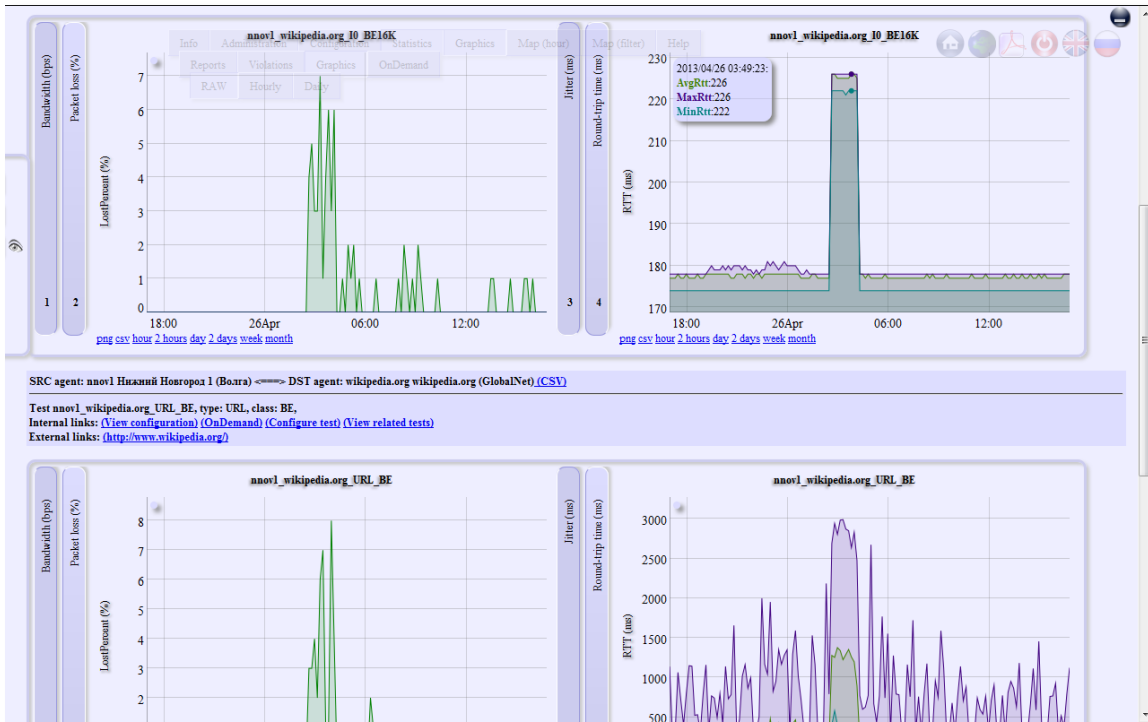 nnov1_wikipedia.org_I0_BE16K
nnov1_wikipedia.org_I0_BE16K
Info Administration Configuration Statistics Graphics Map (hour) Map (filter) Help
Reports Violations Graphics OnDemand
RAW Hourly Daily
Bandwidth (bps)
1
Packet loss (%)
2
LostPercent (%)
7
6
5
4
3
2
1
0
18:00 26Apr 06:00 12:00
png csv hour 2 hours day 2 days week month
Jitter (ms)
3
Round-trip time (ms)
4
RTT (ms)
230
220
210
200
190
180
170
2013/04/26 03:49:23:
AvgRtt:226
MaxRtt:226
MinRtt:222
18:00 26Apr 06:00 12:00
png csv hour 2 hours day 2 days week month
SRC agent: nnov1 Нижний Новгород 1 (Волга) <===> DST agent: wikipedia.org wikipedia.org (GlobalNet) (CSV)
Test nnov1_wikipedia.org_URL_BE, type: URL, class: BE,
Internal links: (View configuration) (OnDemand) (Configure test) (View related tests)
External links: (http://www.wikipedia.org/)
nnov1_wikipedia.org_URL_BE
nnov1_wikipedia.org_URL_BE
Bandwidth (bps)
Packet loss (%)
LostPercent (%)
8
7
6
5
4
3
2
Jitter (ms)
Round-trip time (ms)
RTT (ms)
3000
2500
2000
1500
1000
500